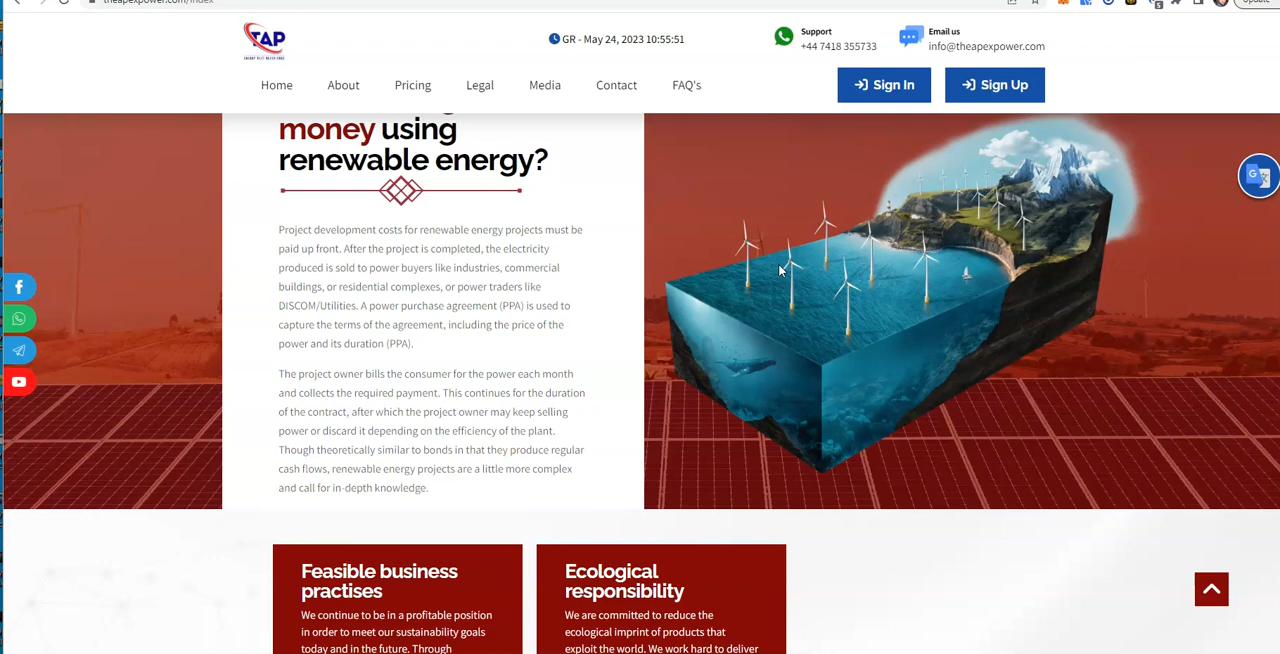 theapexpower.com/index
Update
TAP
ENERGY THAT NEVER ENDS
GR - May 24, 2023 10:55:51
Support
+44 7418 355733
Email us
info@theapexpower.com
Home
About
Pricing
Legal
Media
Contact
FAQ's
Sign In
Sign Up
money using
renewable energy?
Project development costs for renewable energy projects must be
paid up front. After the project is completed, the electricity
produced is sold to power buyers like industries, commercial
buildings, or residential complexes, or power traders like
DISCOM/Utilities. A power purchase agreement (PPA) is used to
capture the terms of the agreement, including the price of the
power and its duration (PPA).
The project owner bills the consumer for the power each month
and collects the required payment. This continues for the duration
of the contract, after which the project owner may keep selling
power or discard it depending on the efficiency of the plant.
Though theoretically similar to bonds in that they produce regular
cash flows, renewable energy projects are a little more complex
and call for in-depth knowledge.
Feasible business
practises
We continue to be in a profitable position
in order to meet our sustainability goals
today and in the future. Through
Ecological
responsibility
We are committed to reduce the
ecological imprint of products that
exploit the world. We work hard to deliver